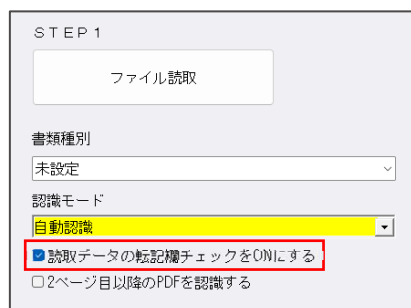 ＳＴＥＰ１
ファイル読取
書類種別
未設定
認識モード
自動認識
読取データの転記欄チェックをONにする
2ページ目以降のPDFを認識する